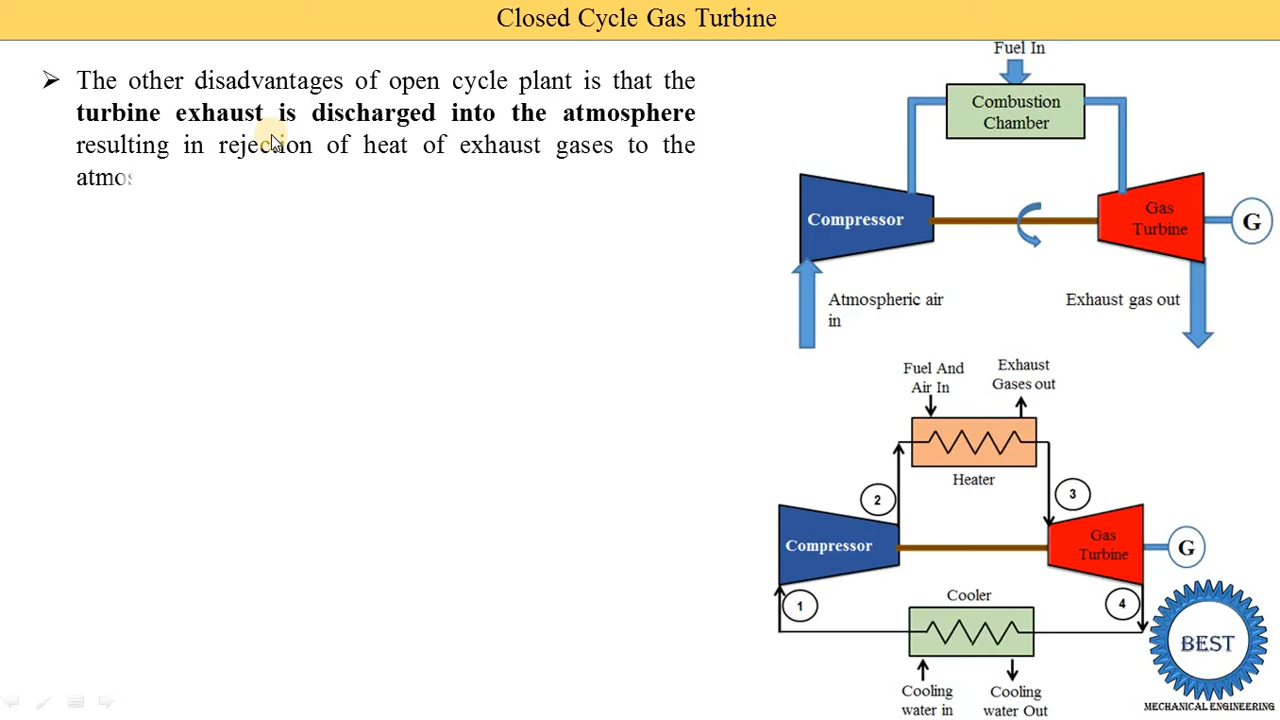 Closed Cycle Gas Turbine
The other disadvantages of open cycle plant is that the
turbine exhaust is discharged into the atmosphere
resulting in rejection of heat of exhaust gases to the
atmos
Fuel In
Combustion
Chamber
Compressor
Gas
Turbine
G
Atmospheric air
in
Exhaust gas out
Fuel And
Air In
Exhaust
Gases out
Heater
2
3
Compressor
Gas
Turbine
G
1
Cooler
4
Cooling
water in
Cooling
water Out
BEST
MECHANICAL ENGINEERING